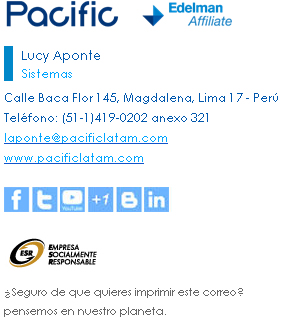 Pacific
Edelman
Affiliate
Lucy Aponte
Sistemas
Calle Baca Flor 145, Magdalena, Lima 17 - Perú
Teléfono: (51-1)419-0202 anexo 321
laponte@pacificlatam.com
www.pacificlatam.com
f t You Tube +1 B in
ESR
EMPRESA
SOCIALMENTE
RESPONSABLE
¿Seguro de que quieres imprimir este correo?
pensemos en nuestro planeta.